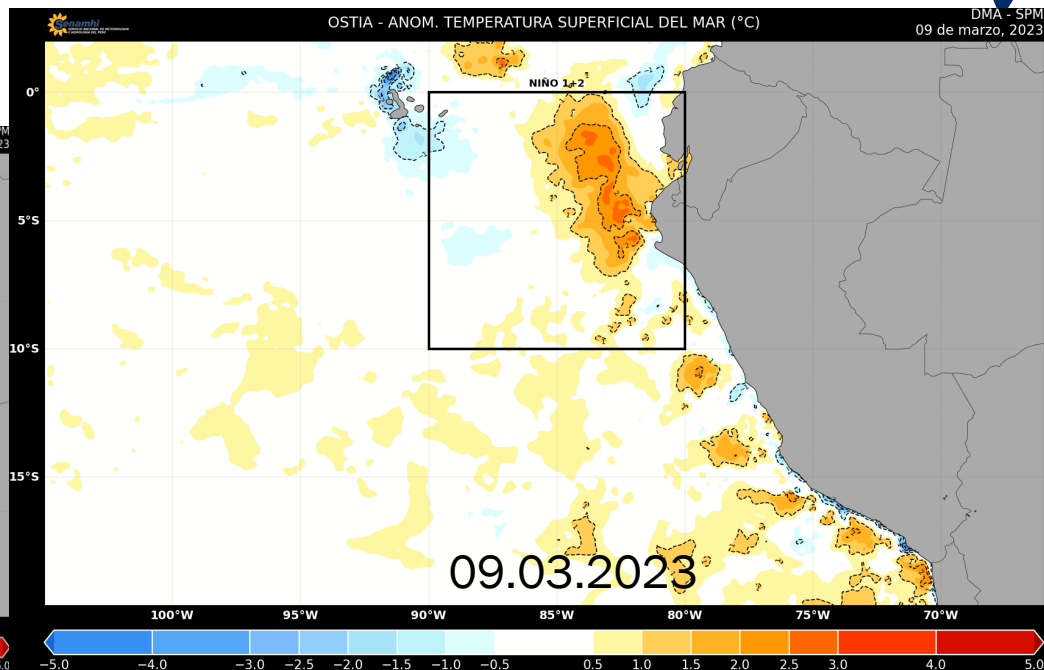 Senamhi
OSTIA - ANOM. TEMPERATURA SUPERFICIAL DEL MAR (°C)
DMA - SPM
09 de marzo, 2023
NIÑO 1+2
0°
5°S
10°S
15°S
09.03.2023
100°W 95°W 90°W 85°W 80°W 75°W 70°W
−5.0 −4.0 −3.0 −2.5 −2.0 −1.5 −1.0 −0.5 0.5 1.0 1.5 2.0 2.5 3.0 4.0 5.0